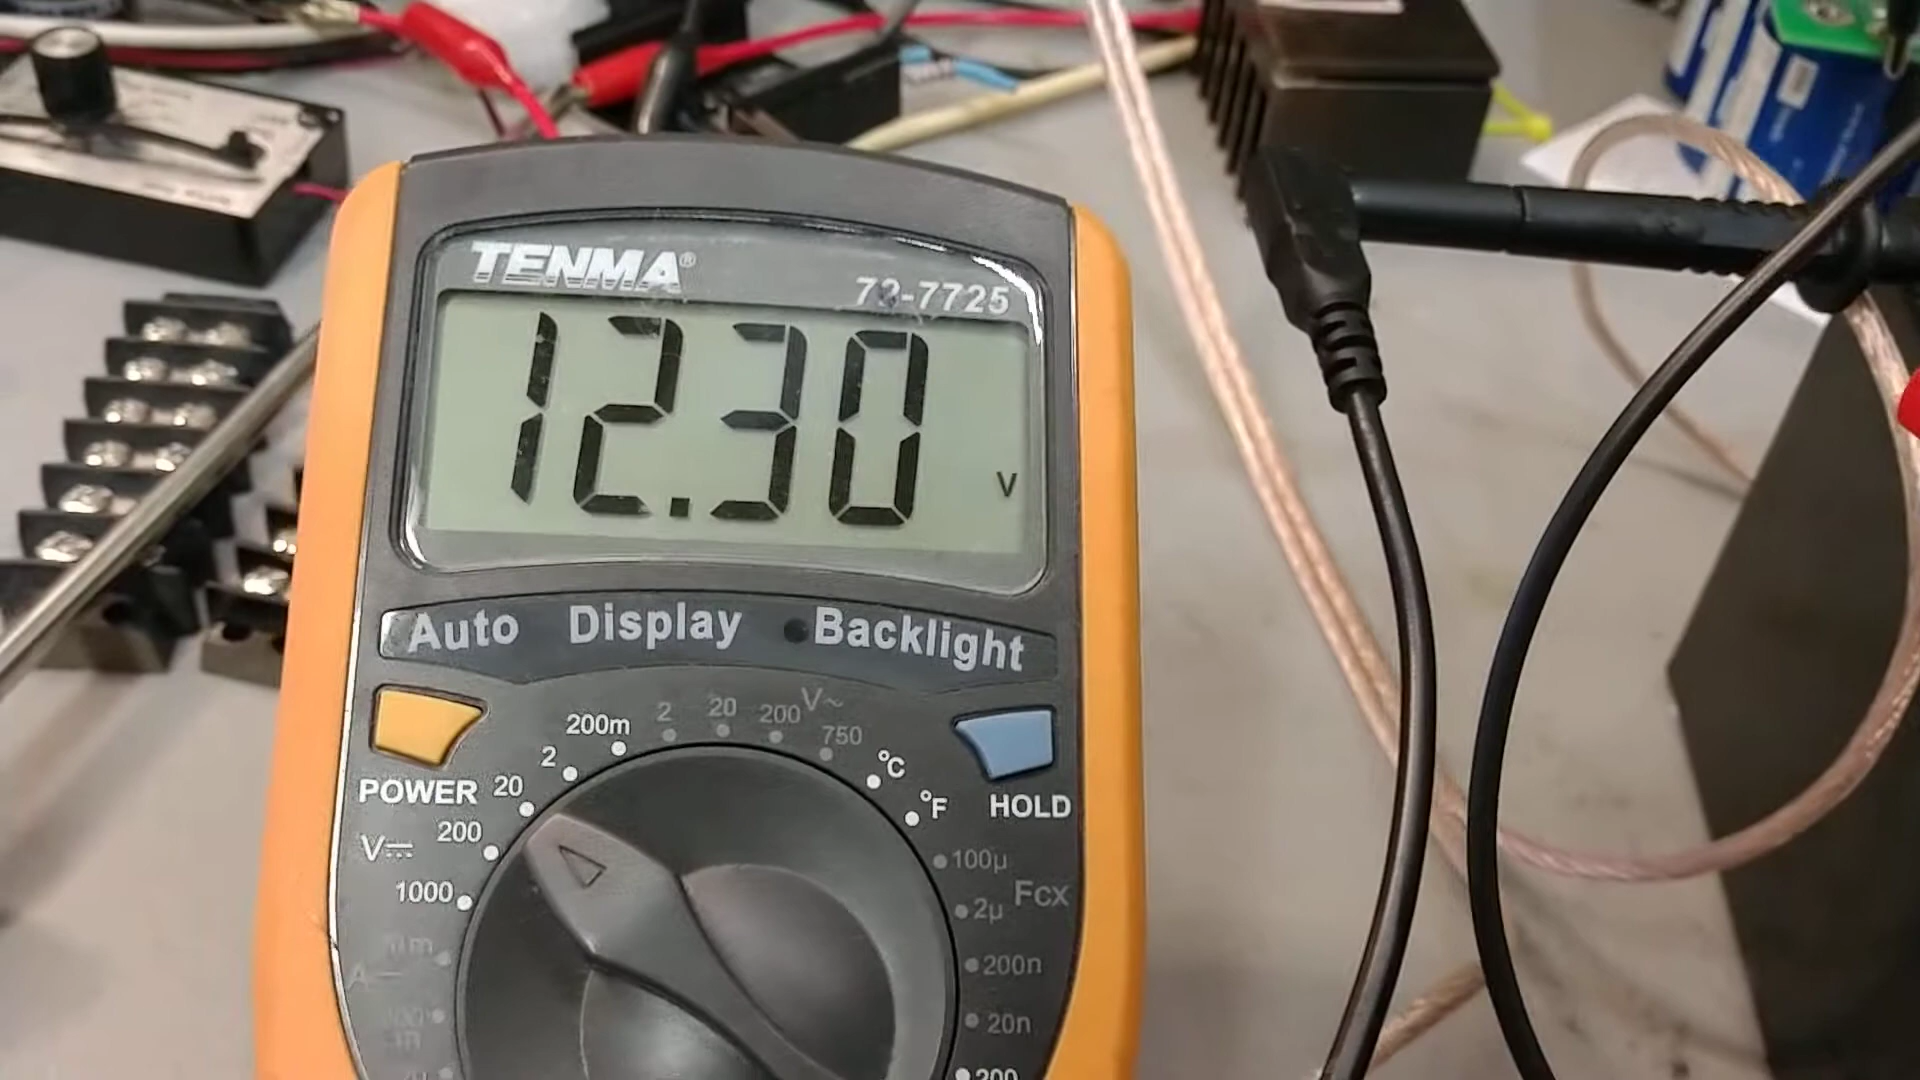 TENMA®
72-7725
12.30
V
Auto Display Backlight
200m 2 20 200 V~ 750
2
20
°C
°F
POWER
HOLD
V⎓ 200
1000
100µ
Fcx
2µ
200n
20n
200